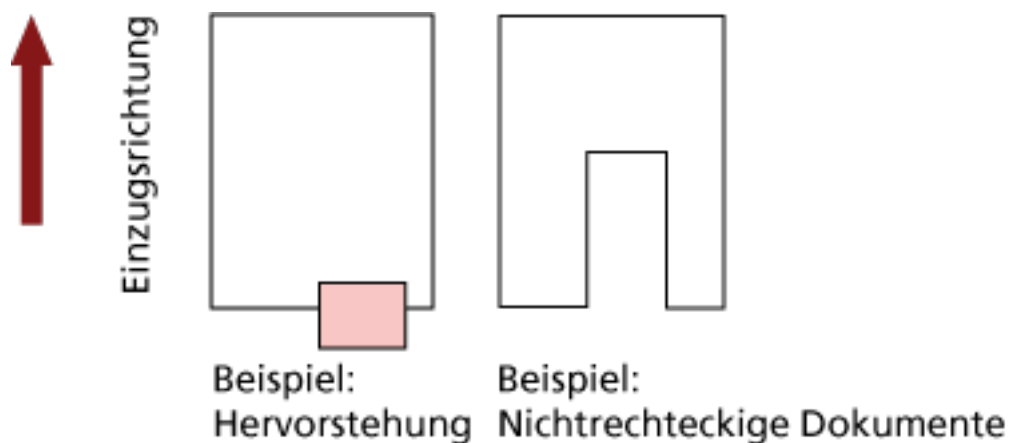 Einzugsrichtung
Beispiel:
Hervorstehung
Beispiel:
Nichtrechteckige Dokumente